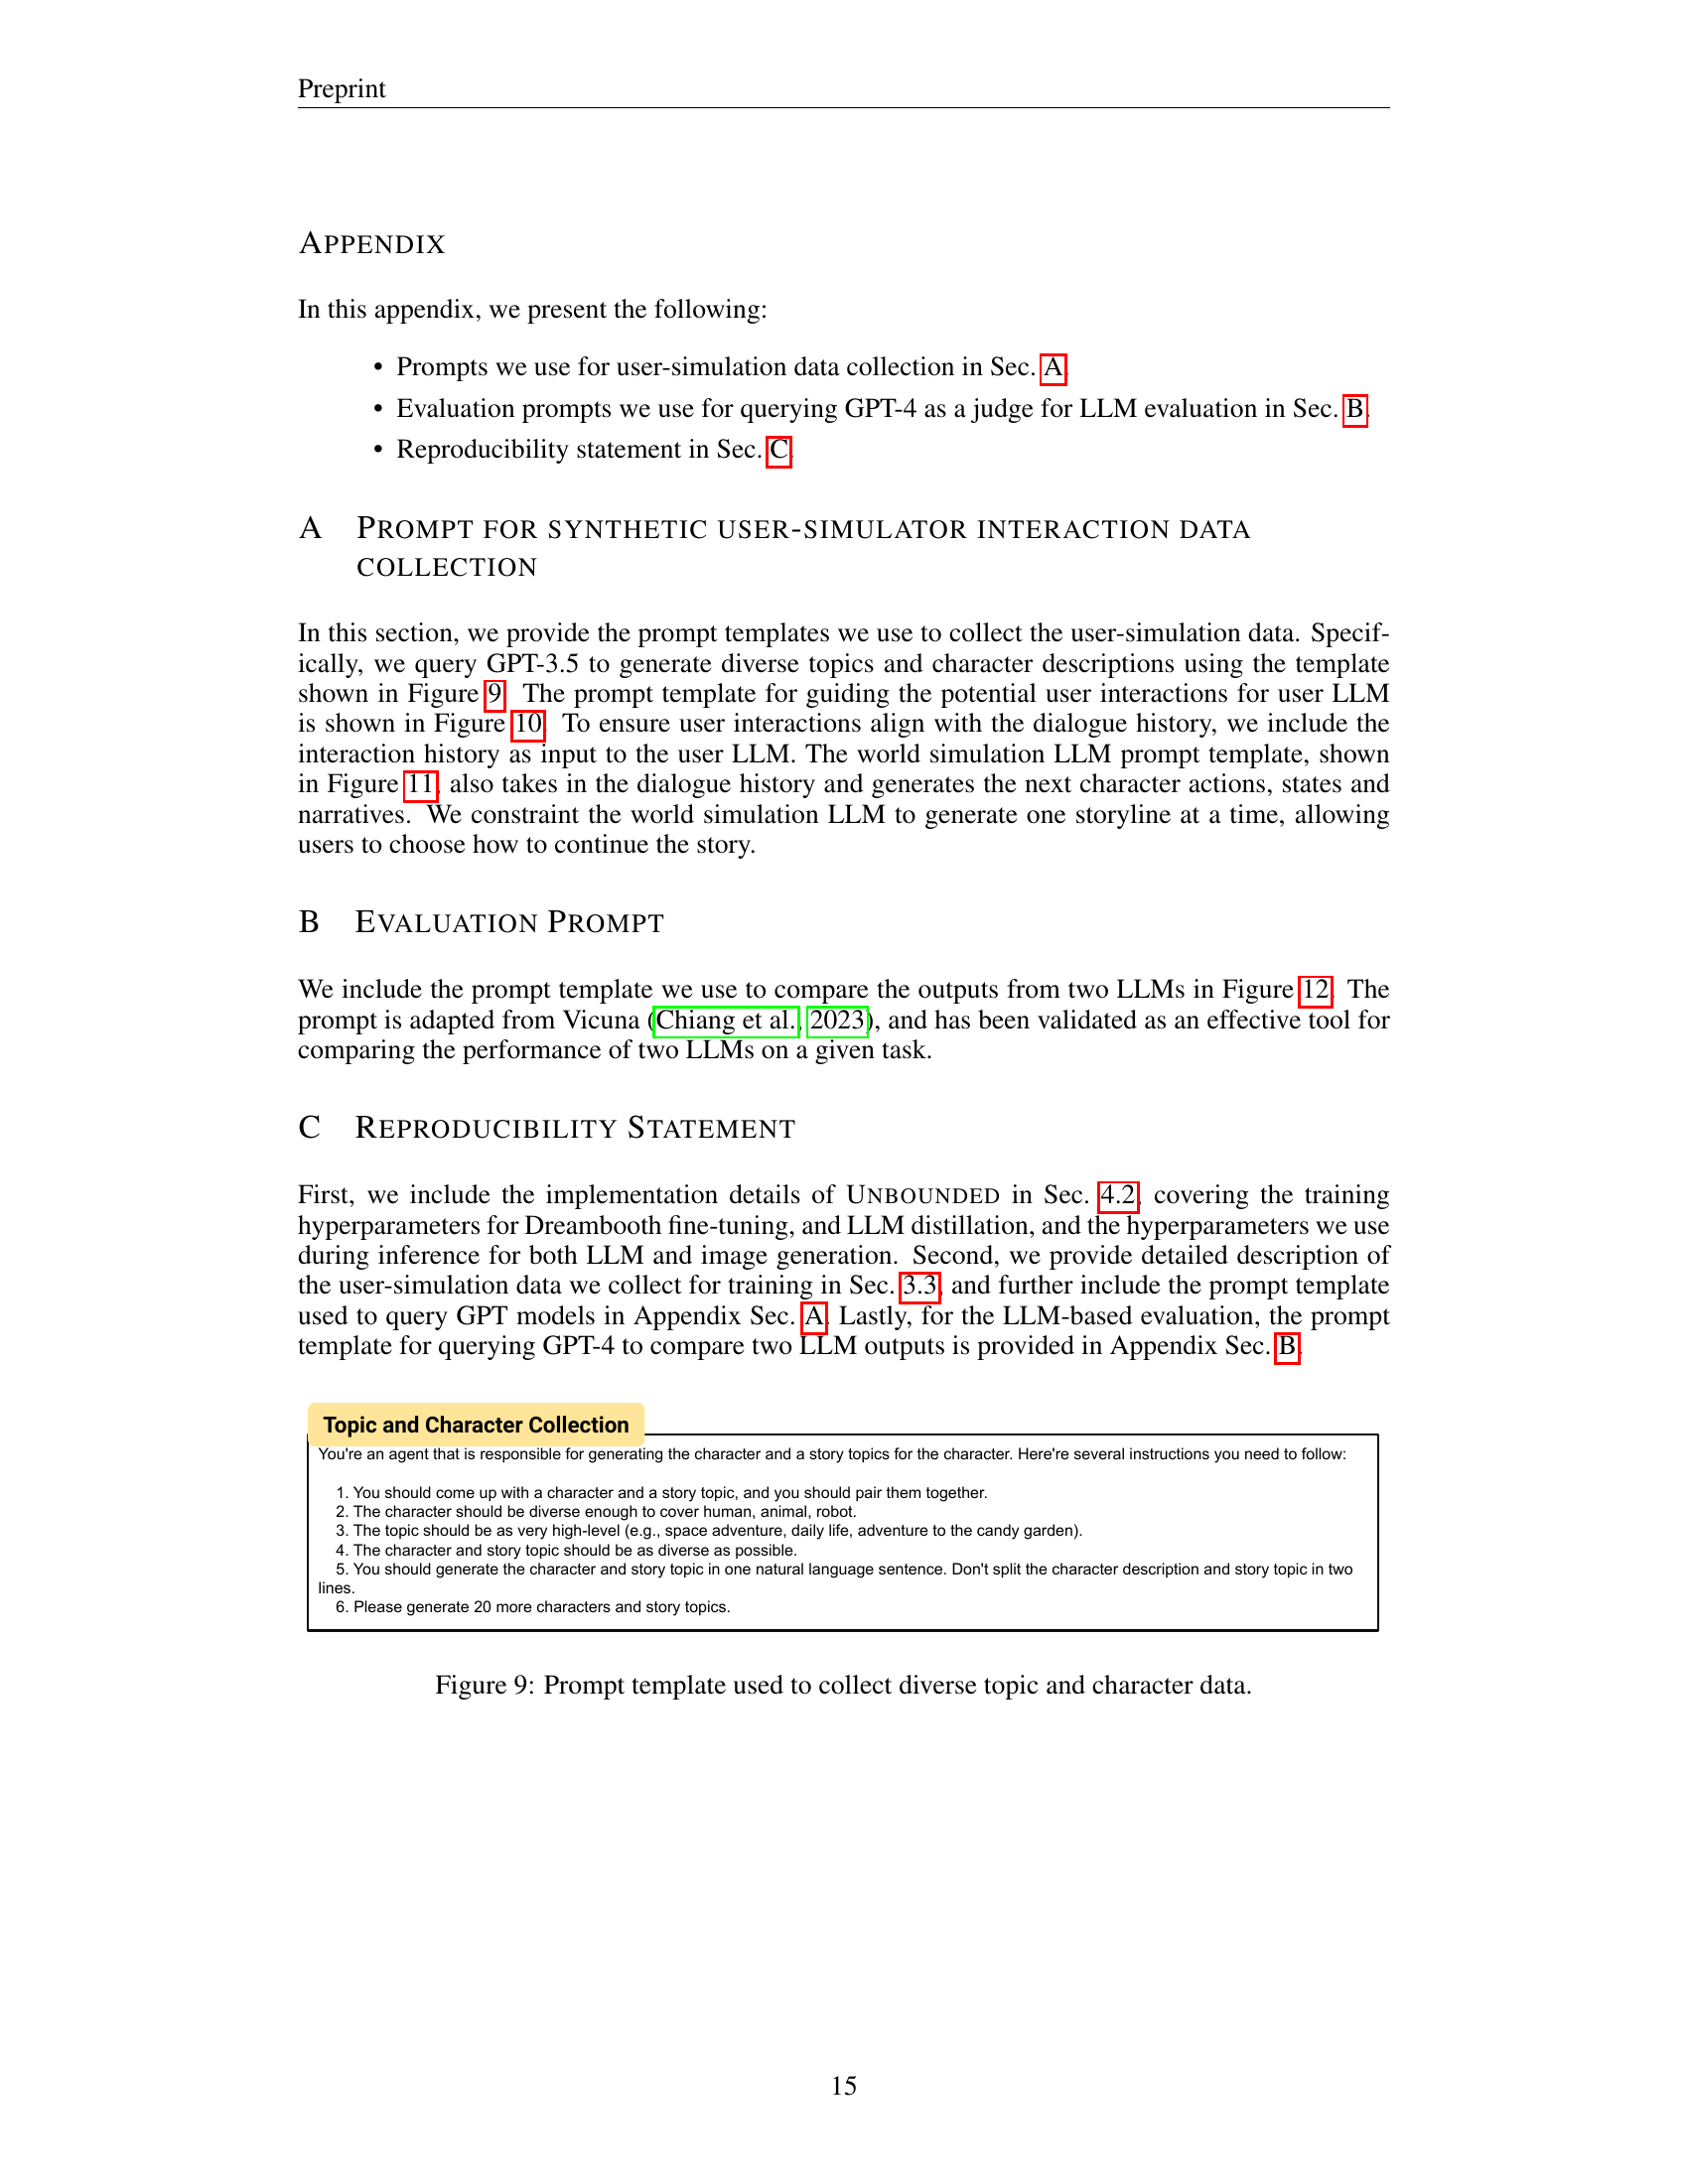 Preprint
APPENDIX
In this appendix, we present the following:
• Prompts we use for user-simulation data collection in Sec. A.
• Evaluation prompts we use for querying GPT-4 as a judge for LLM evaluation in Sec. B.
• Reproducibility statement in Sec. C.
A PROMPT FOR SYNTHETIC USER-SIMULATOR INTERACTION DATA
COLLECTION
In this section, we provide the prompt templates we use to collect the user-simulation data. Specif-
ically, we query GPT-3.5 to generate diverse topics and character descriptions using the template
shown in Figure 9. The prompt template for guiding the potential user interactions for user LLM
is shown in Figure 10. To ensure user interactions align with the dialogue history, we include the
interaction history as input to the user LLM. The world simulation LLM prompt template, shown
in Figure 11, also takes in the dialogue history and generates the next character actions, states and
narratives. We constraint the world simulation LLM to generate one storyline at a time, allowing
users to choose how to continue the story.
B EVALUATION PROMPT
We include the prompt template we use to compare the outputs from two LLMs in Figure 12. The
prompt is adapted from Vicuna (Chiang et al., 2023), and has been validated as an effective tool for
comparing the performance of two LLMs on a given task.
C REPRODUCIBILITY STATEMENT
First, we include the implementation details of UNBOUNDED in Sec. 4.2, covering the training
hyperparameters for Dreambooth fine-tuning, and LLM distillation, and the hyperparameters we use
during inference for both LLM and image generation. Second, we provide detailed description of
the user-simulation data we collect for training in Sec. 3.3, and further include the prompt template
used to query GPT models in Appendix Sec. A. Lastly, for the LLM-based evaluation, the prompt
template for querying GPT-4 to compare two LLM outputs is provided in Appendix Sec. B.
Topic and Character Collection
You're an agent that is responsible for generating the character and a story topics for the character. Here're several instructions you need to follow:
1. You should come up with a character and a story topic, and you should pair them together.
2. The character should be diverse enough to cover human, animal, robot.
3. The topic should be as very high-level (e.g., space adventure, daily life, adventure to the candy garden).
4. The character and story topic should be as diverse as possible.
5. You should generate the character and story topic in one natural language sentence. Don't split the character description and story topic in two
lines.
6. Please generate 20 more characters and story topics.
Figure 9: Prompt template used to collect diverse topic and character data.
15